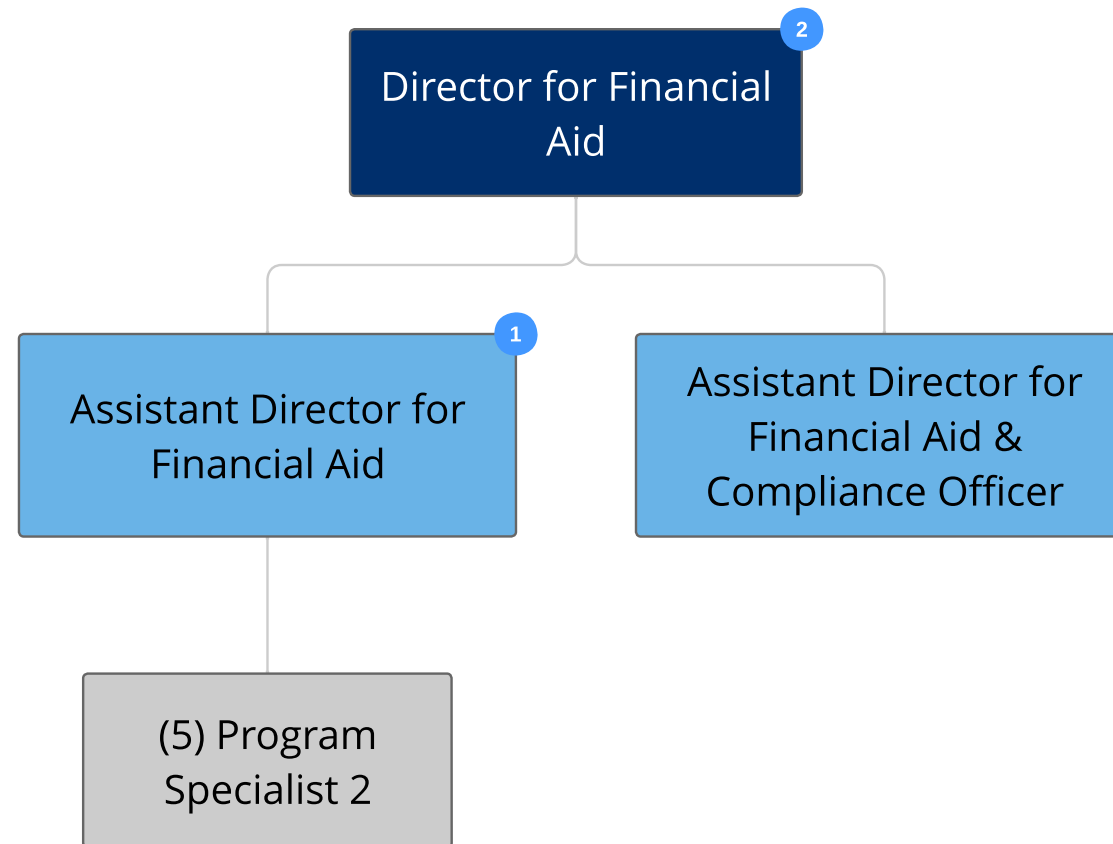 2
Director for Financial
Aid
1
Assistant Director for
Financial Aid
Assistant Director for
Financial Aid &
Compliance Officer
(5) Program
Specialist 2